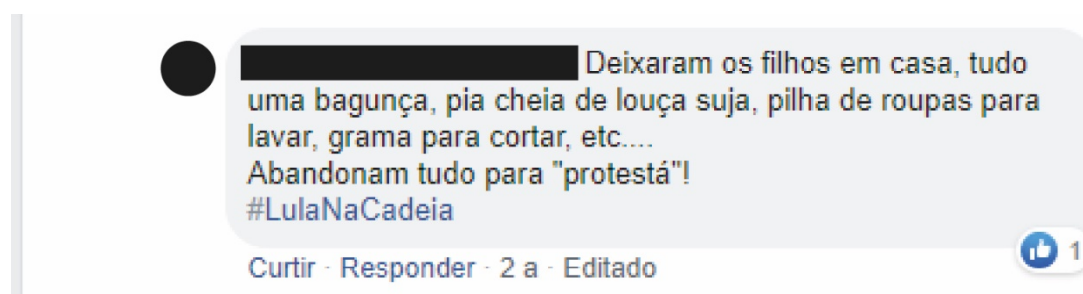 Deixaram os filhos em casa, tudo
uma bagunça, pia cheia de louça suja, pilha de roupas para
lavar, grama para cortar, etc....
Abandonam tudo para "protestá"!
#LulaNaCadeia
1
Curtir · Responder · 2 a · Editado